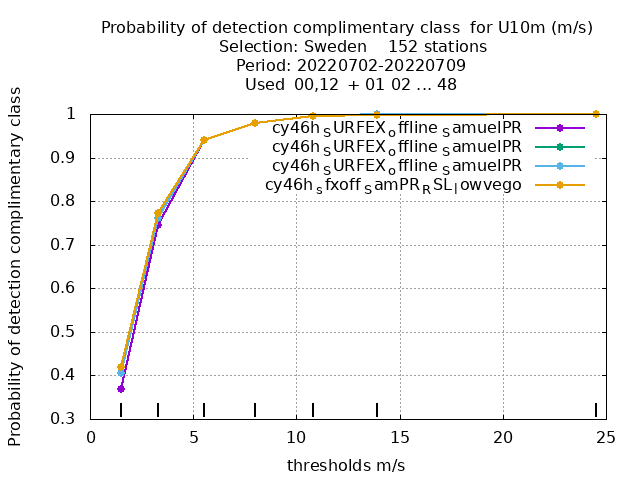 Probability of detection complimentary class  for U10m (m/s)
Selection: Sweden    152 stations
Period: 20220702-20220709
Used  00,12  + 01 02 ... 48
Probability of detection complimentary class
1
0.9
0.8
0.7
0.6
0.5
0.4
0.3
cy46h_SURFEX_offline_SamuelPR
cy46h_SURFEX_offline_SamuelPR
cy46h_SURFEX_offline_SamuelPR
cy46h_sfxoff_SamPR_RSL_lowvego
0 5 10 15 20 25
thresholds m/s